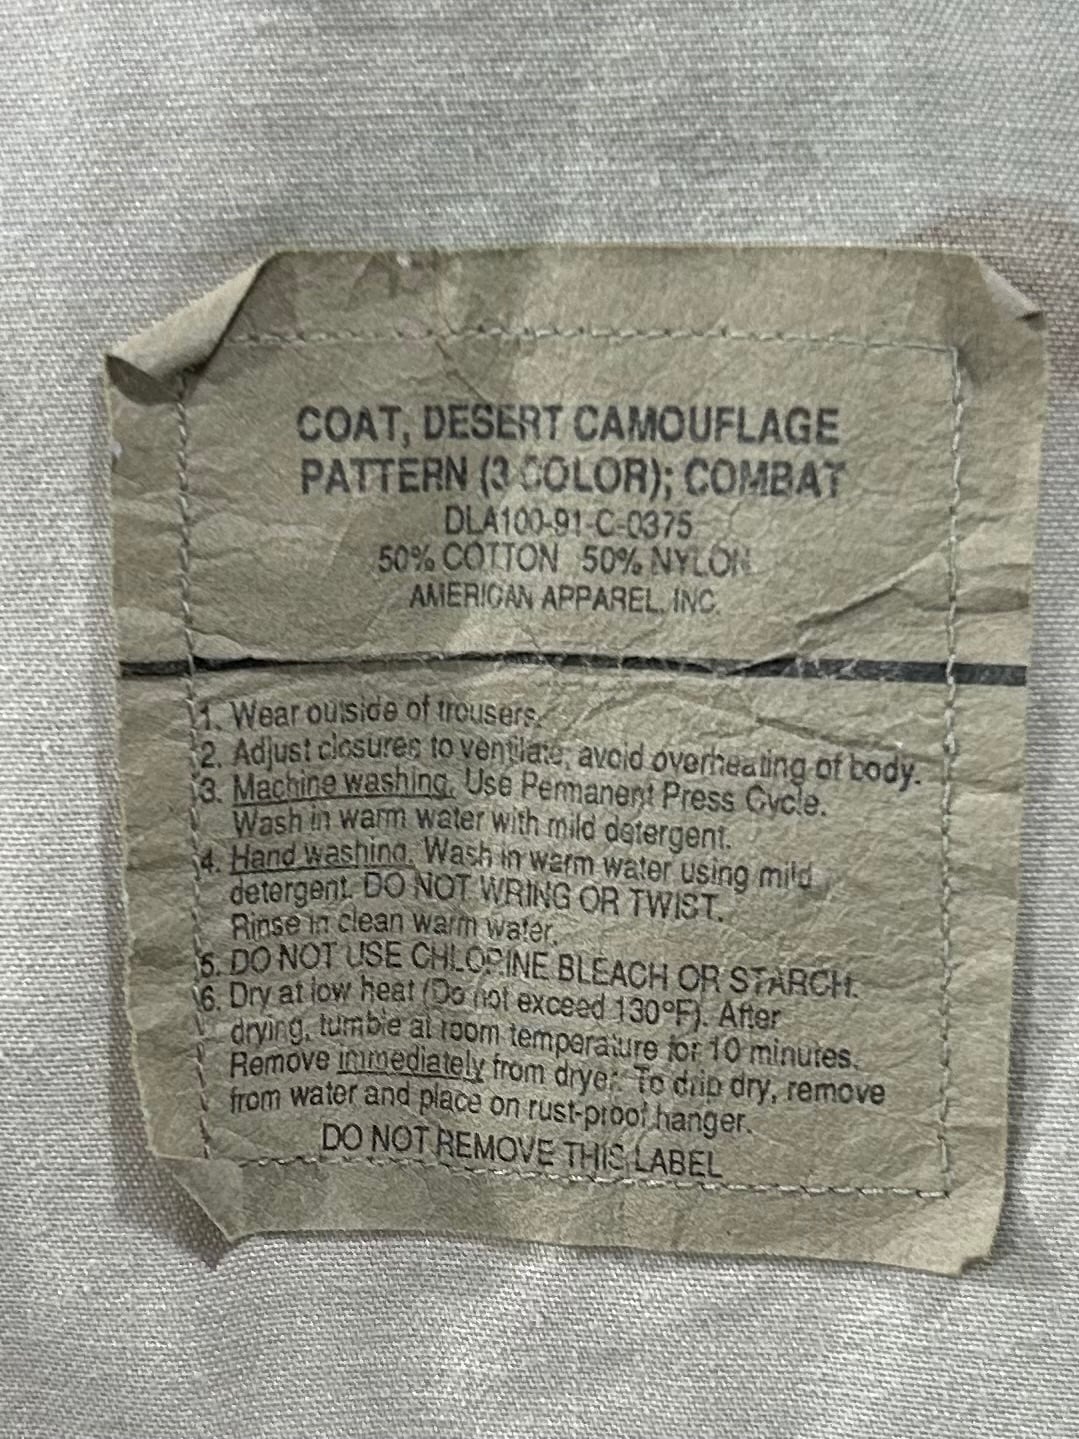 COAT, DESERT CAMOUFLAGE
PATTERN (3 COLOR); COMBAT
DLA100-91-C-0375
50% COTTON 50% NYLON
AMERICAN APPAREL, INC.
1. Wear outside of trousers.
2. Adjust closures to ventilate; avoid overheating of body.
3. Machine washing. Use Permanent Press Cycle.
Wash in warm water with mild detergent.
4. Hand washing. Wash in warm water using mild
detergent. DO NOT WRING OR TWIST.
Rinse in clean warm water.
5. DO NOT USE CHLORINE BLEACH OR STARCH.
6. Dry at low heat (Do not exceed 130°F). After
drying, tumble at room temperature for 10 minutes.
Remove immediately from dryer. To drip dry, remove
from water and place on rust-proof hanger.
DO NOT REMOVE THIS LABEL